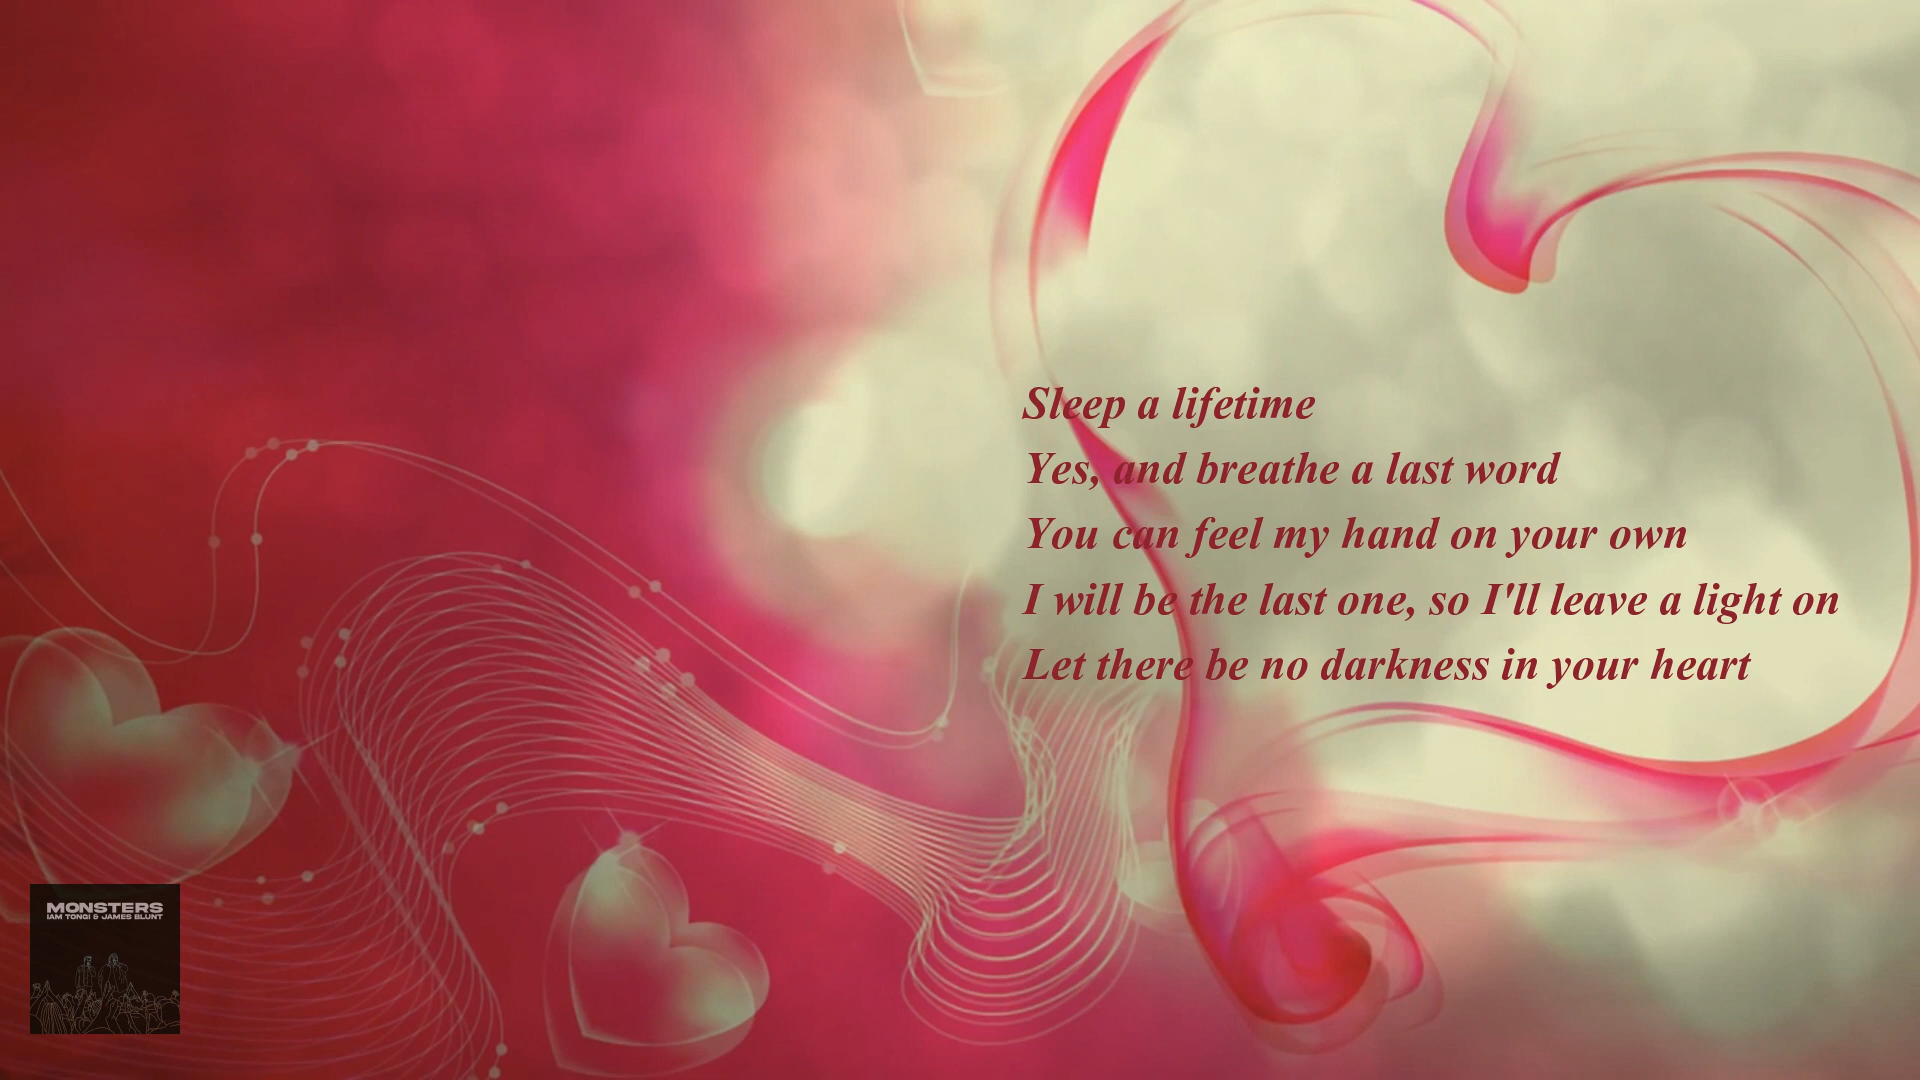 Sleep a lifetime
Yes, and breathe a last word
You can feel my hand on your own
I will be the last one, so I'll leave a light on
Let there be no darkness in your heart
MONSTERS
IAM TONGI & JAMES BLUNT